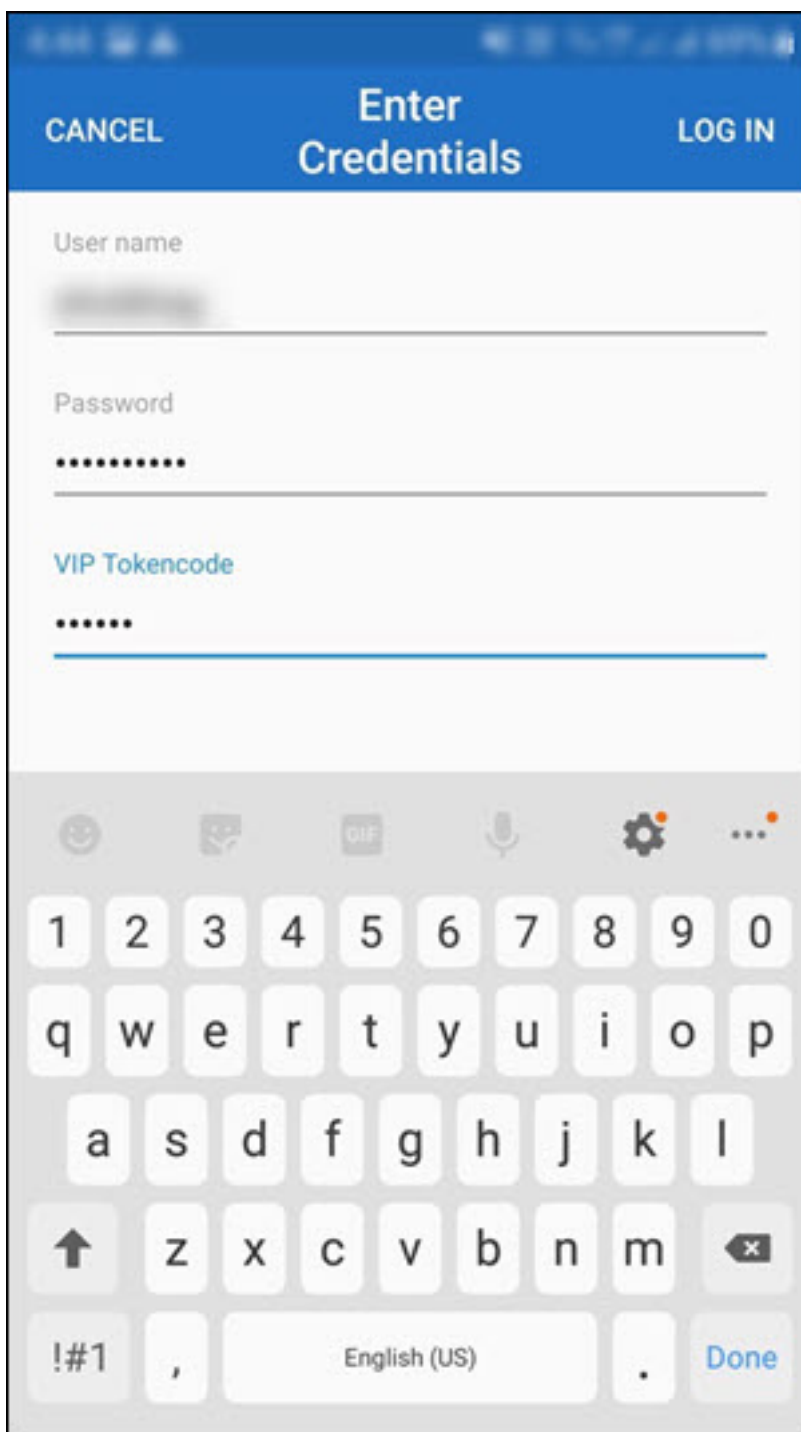 CANCEL
Enter
Credentials
LOG IN
User name
Password
••••••••••
VIP Tokencode
••••••
GIF
1 2 3 4 5 6 7 8 9 0
q w e r t y u i o p
a s d f g h j k l
z x c v b n m
!#1 , English (US) . Done